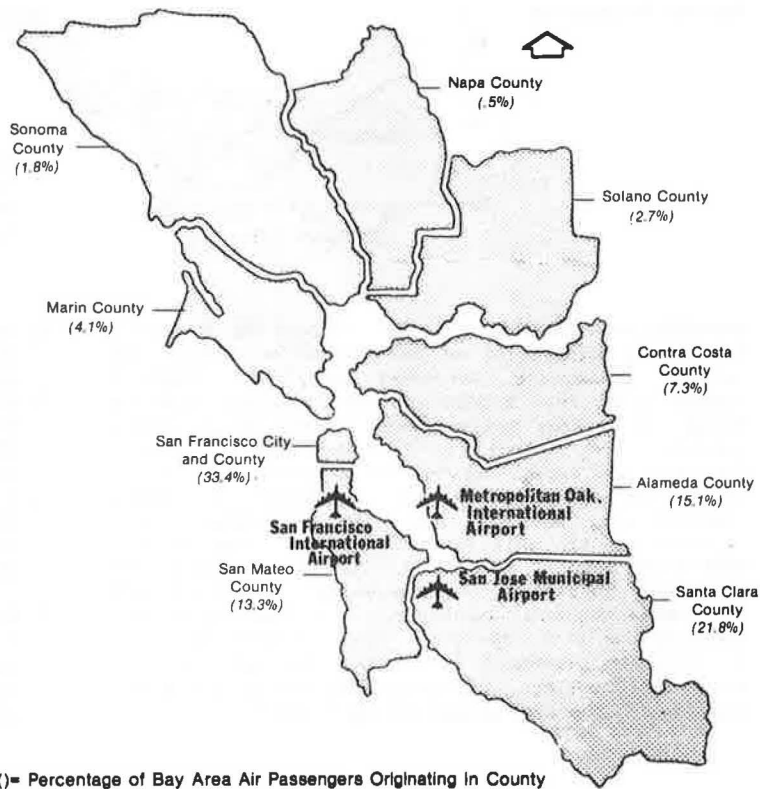 Napa County
(.5%)
Sonoma
County
(1.8%)
Solano County
(2.7%)
Marin County
(4.1%)
Contra Costa
County
(7.3%)
San Francisco City
and County
(33.4%)
Alameda County
(15.1%)
Metropolitan Oak.
International
Airport
San Francisco
International
Airport
San Mateo
County
(13.3%)
San Jose Municipal
Airport
Santa Clara
County
(21.8%)
()= Percentage of Bay Area Air Passengers Originating in County